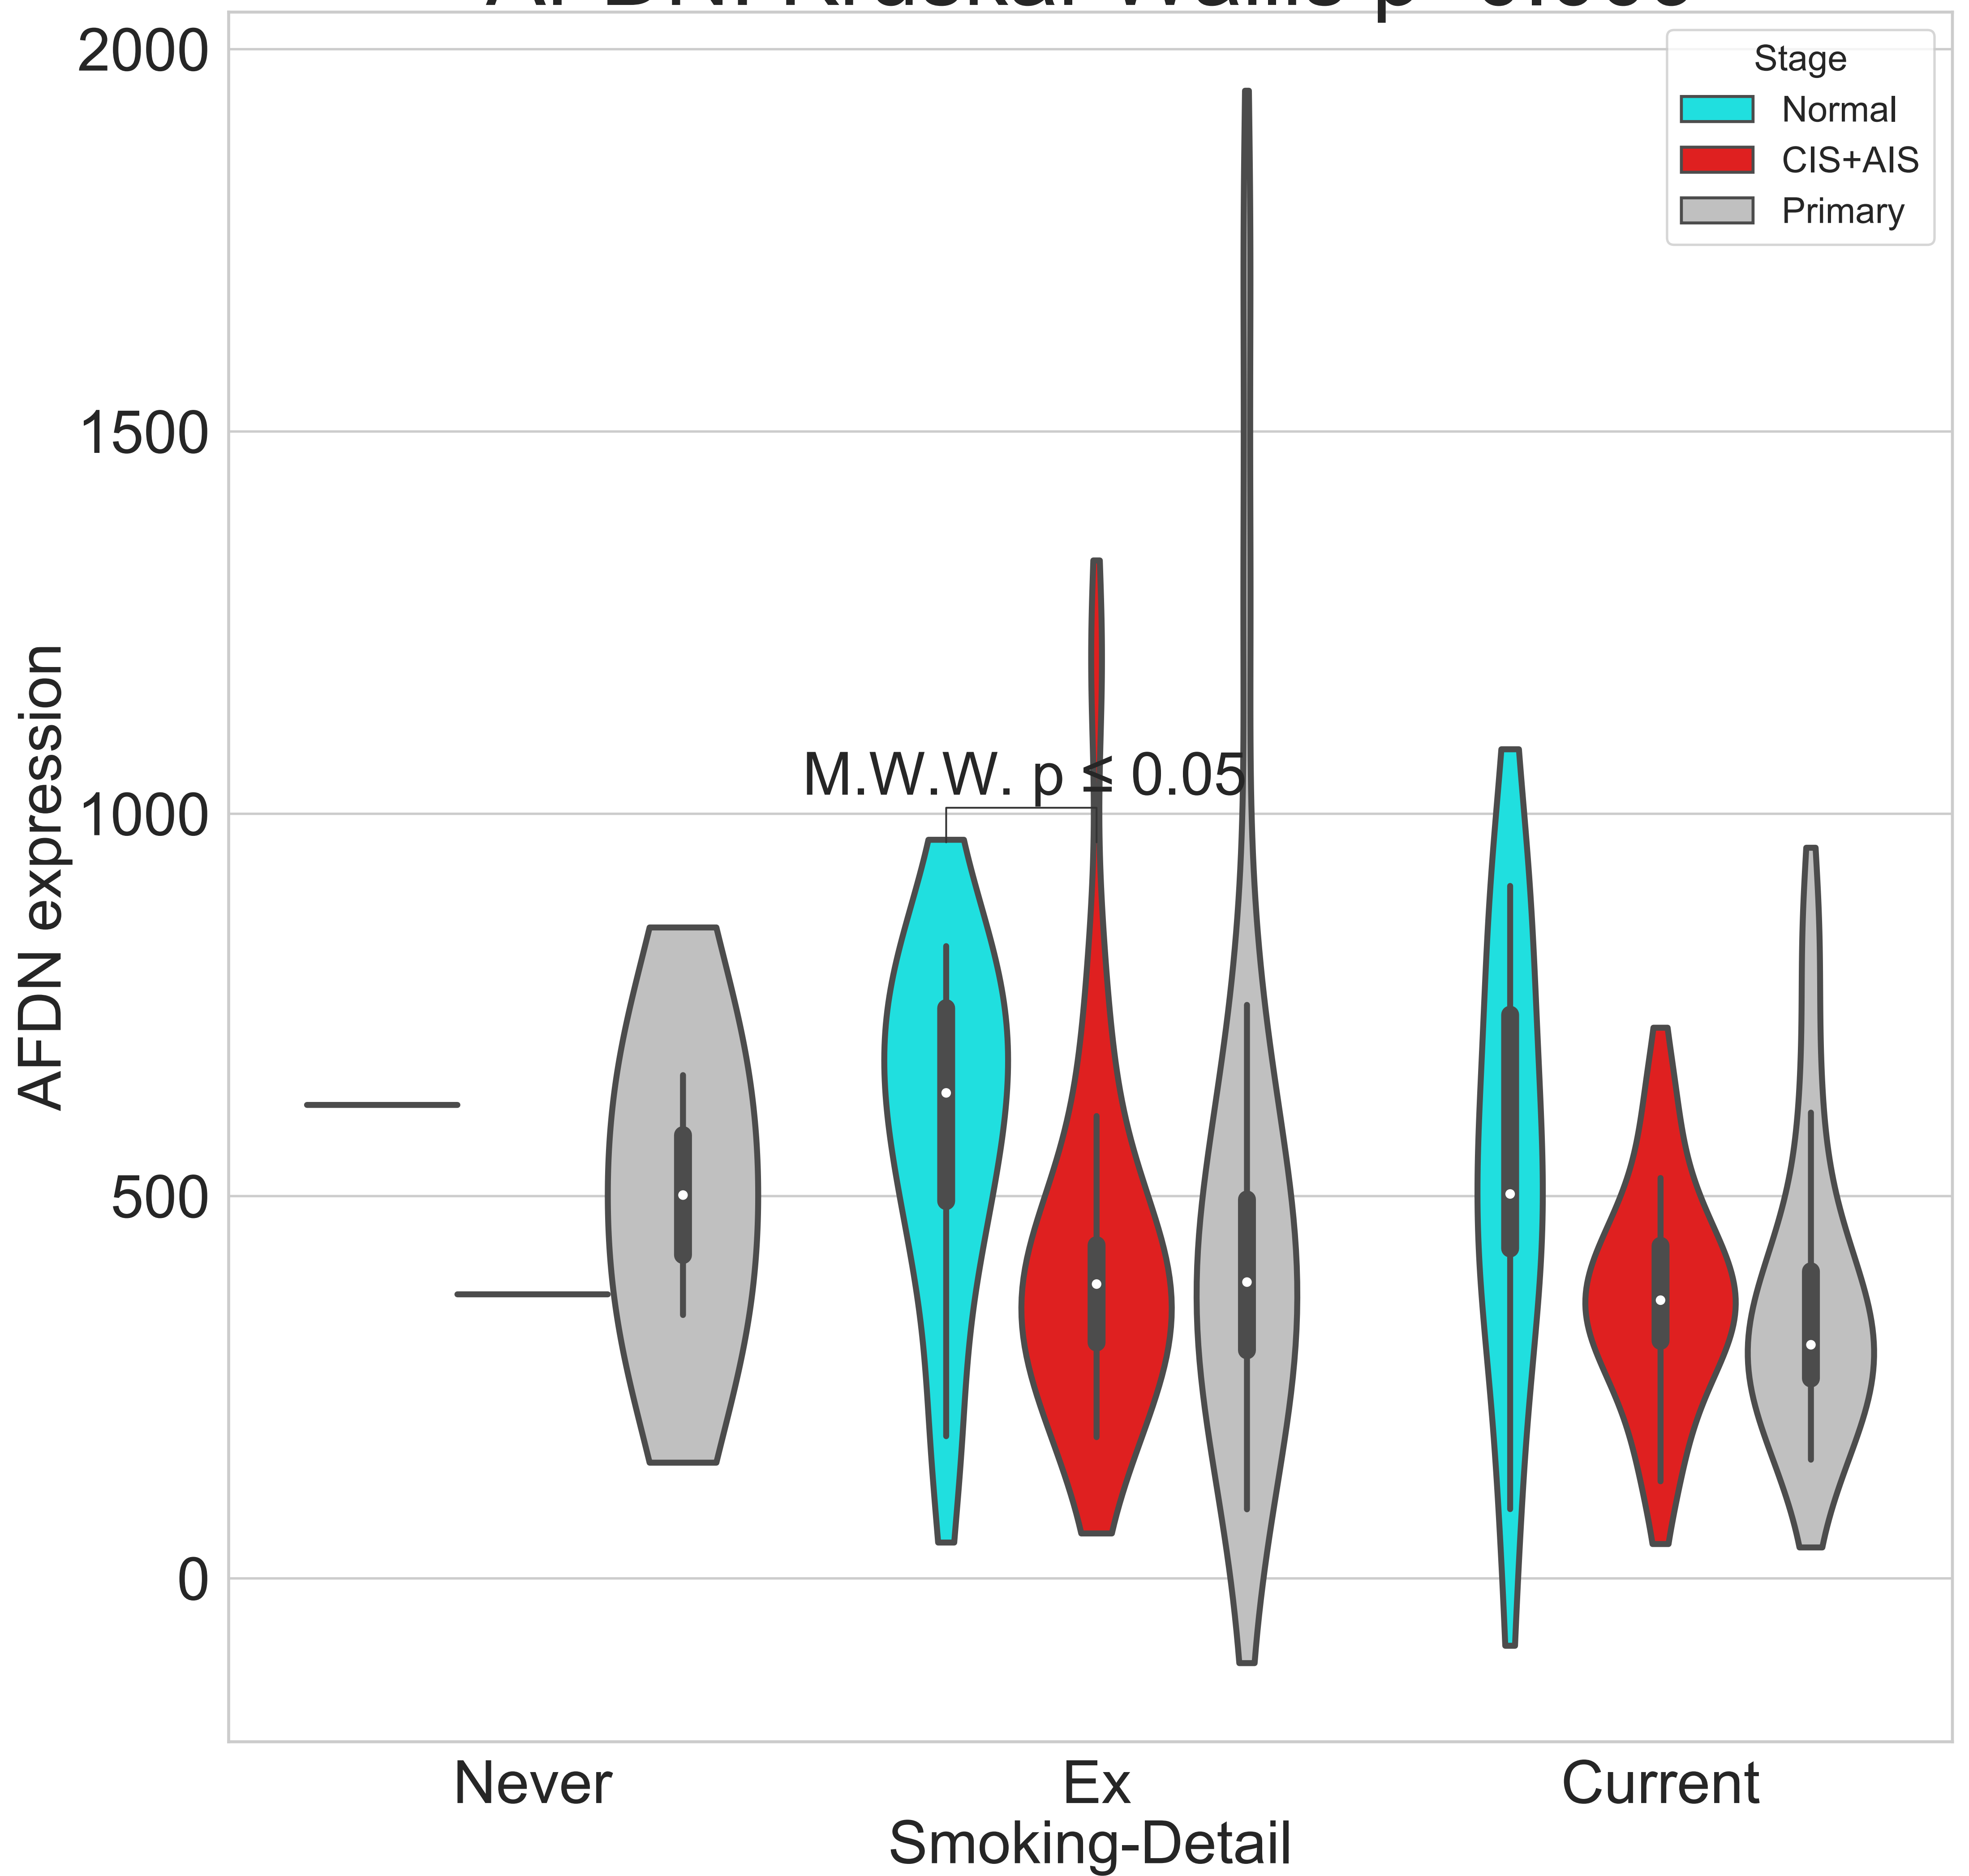 2000
Stage
Normal
CIS+AIS
Primary
1500
AFDN expression
M.W.W. p ≤ 0.05
1000
500
0
Never
Ex
Current
Smoking-Detail